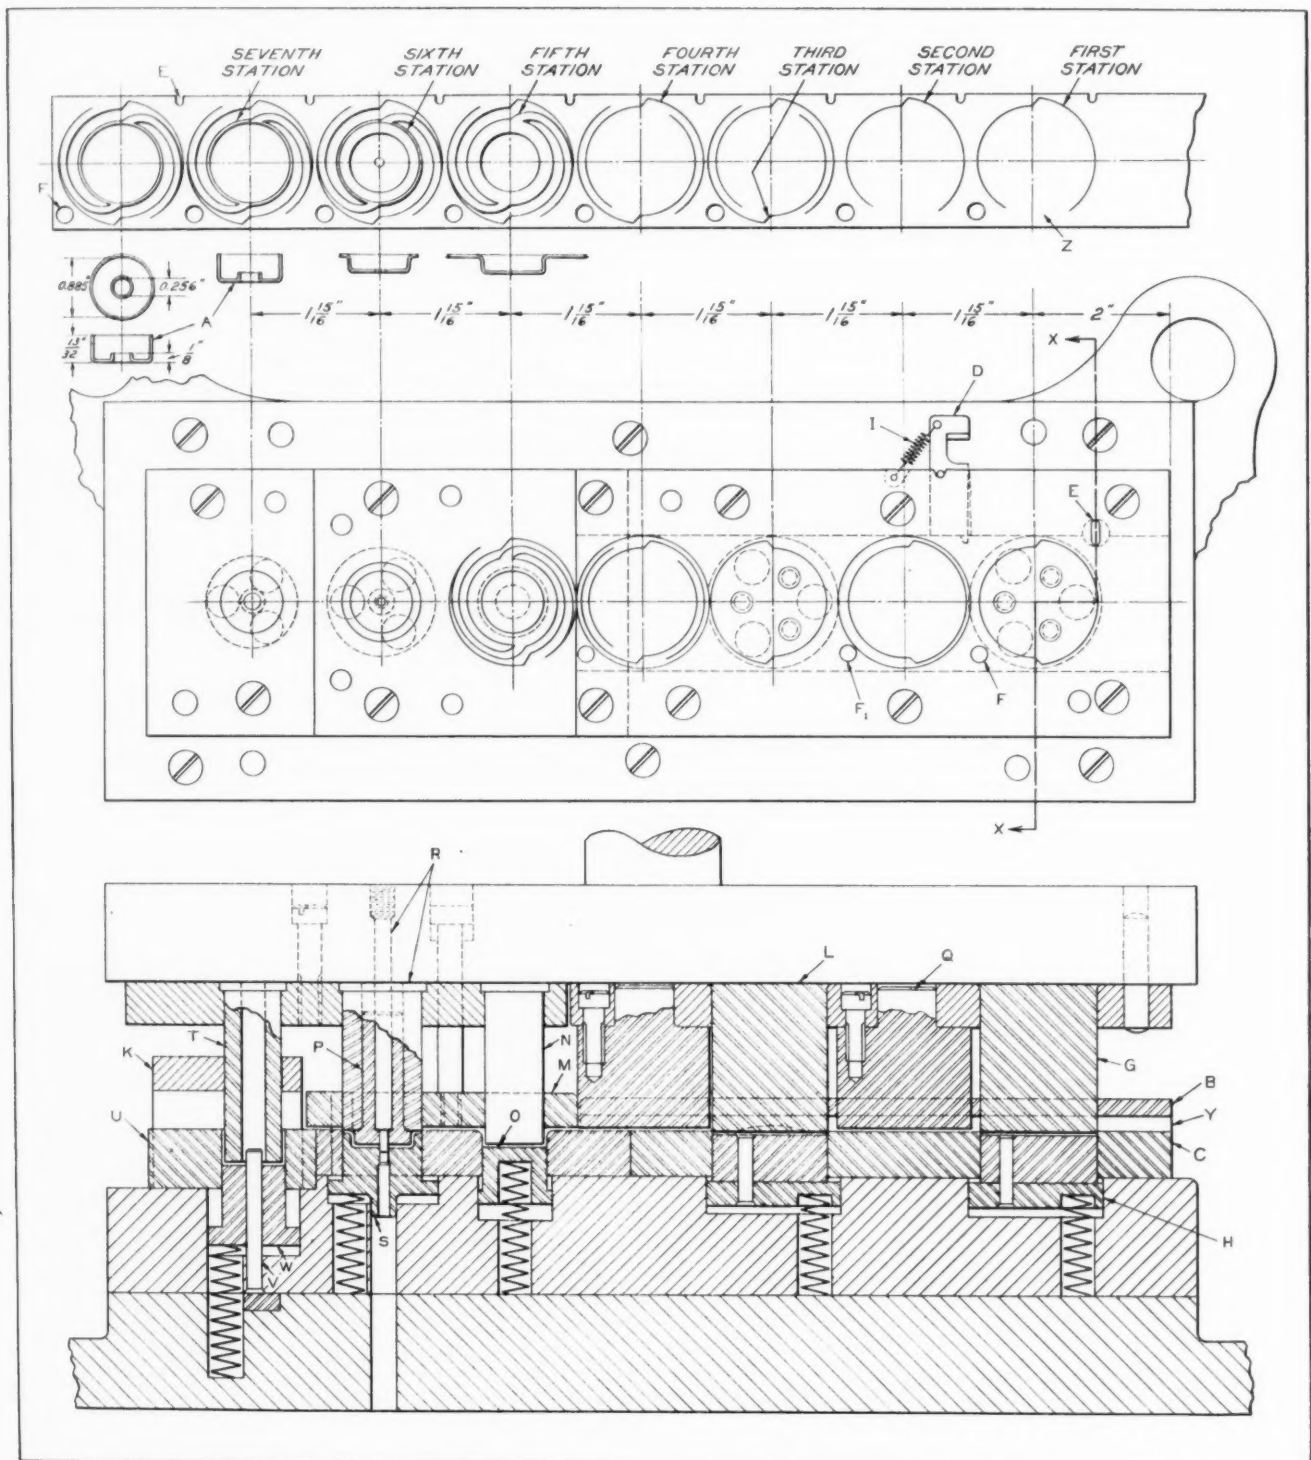 SEVENTH STATION
SIXTH STATION
FIFTH STATION
FOURTH STATION
THIRD STATION
SECOND STATION
FIRST STATION
E
F
Z
0.885"
0.256"
A
13/32"
1/8"
1 15/16"
1 15/16"
1 15/16"
1 15/16"
1 15/16"
1 15/16"
2"
X
D
I
E
F₁
F
X
R
L
Q
T
K
P
N
M
G
B
U
O
Y
C
S
W
V
H